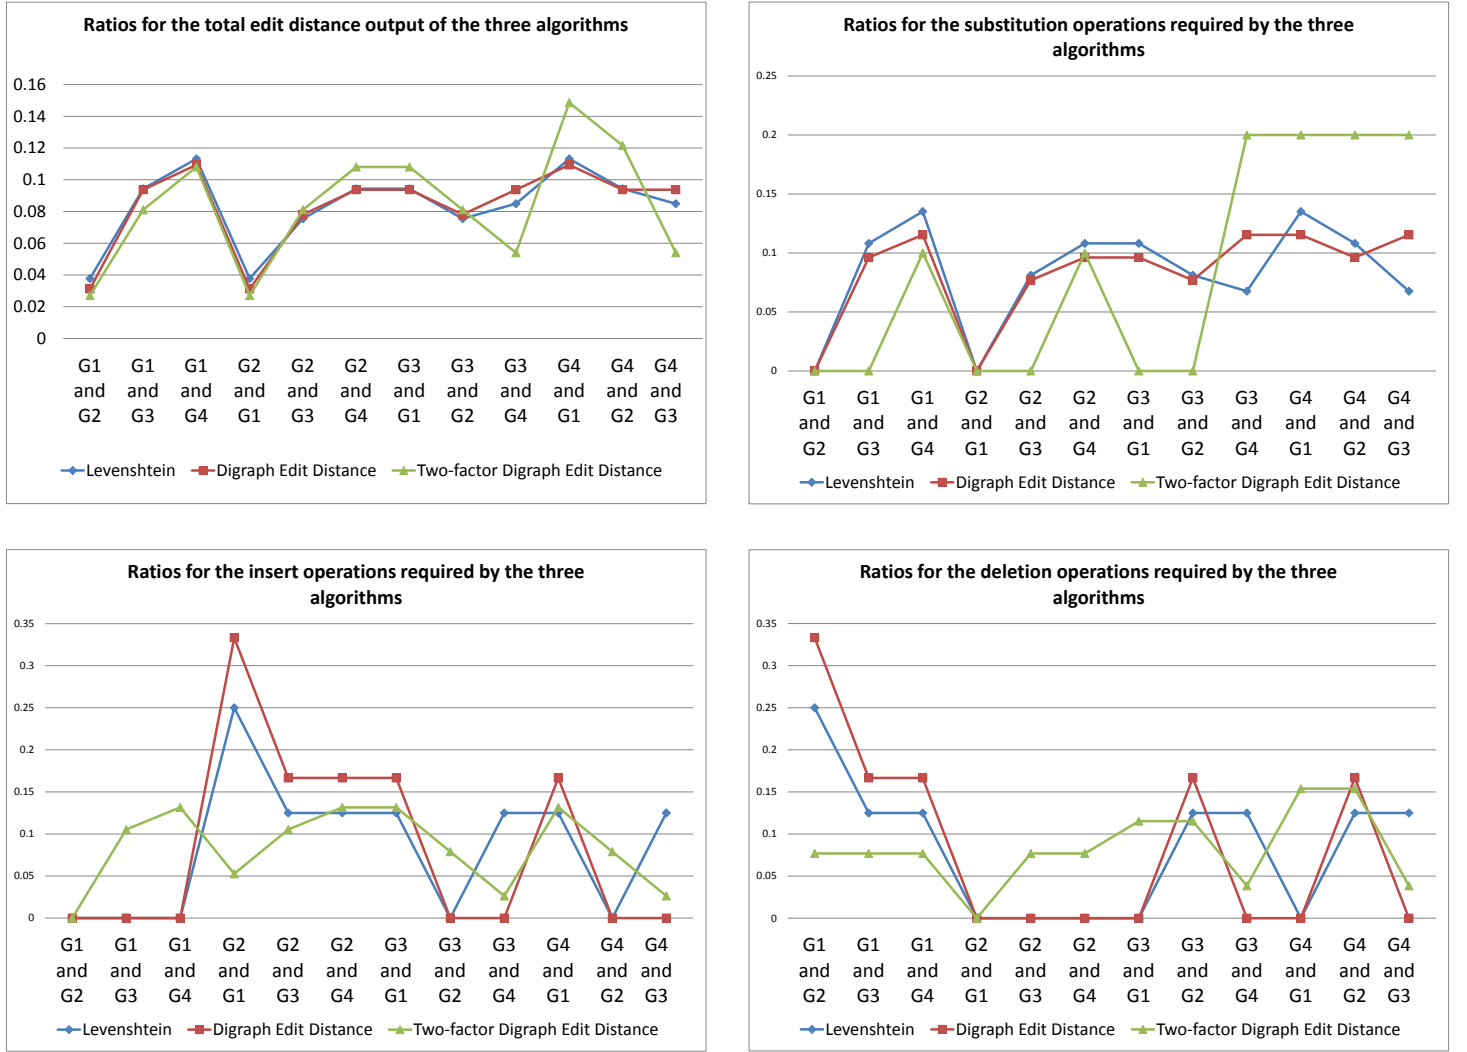 Ratios for the total edit distance output of the three algorithms
0.16
0.14
0.12
0.1
0.08
0.06
0.04
0.02
0
G1 G1 G1 G2 G2 G2 G3 G3 G3 G4 G4 G4
and and and and and and and and and and and and
G2 G3 G4 G1 G3 G4 G1 G2 G4 G1 G2 G3
Levenshtein Digraph Edit Distance Two-factor Digraph Edit Distance
Ratios for the substitution operations required by the three
algorithms
0.25
0.2
0.15
0.1
0.05
0
G1 G1 G1 G2 G2 G2 G3 G3 G3 G4 G4 G4
and and and and and and and and and and and and
G2 G3 G4 G1 G3 G4 G1 G2 G4 G1 G2 G3
Levenshtein Digraph Edit Distance Two-factor Digraph Edit Distance
Ratios for the insert operations required by the three
algorithms
0.35
0.3
0.25
0.2
0.15
0.1
0.05
0
G1 G1 G1 G2 G2 G2 G3 G3 G3 G4 G4 G4
and and and and and and and and and and and and
G2 G3 G4 G1 G3 G4 G1 G2 G4 G1 G2 G3
Levenshtein Digraph Edit Distance Two-factor Digraph Edit Distance
Ratios for the deletion operations required by the three
algorithms
0.35
0.3
0.25
0.2
0.15
0.1
0.05
0
G1 G1 G1 G2 G2 G2 G3 G3 G3 G4 G4 G4
and and and and and and and and and and and and
G2 G3 G4 G1 G3 G4 G1 G2 G4 G1 G2 G3
Levenshtein Digraph Edit Distance Two-factor Digraph Edit Distance